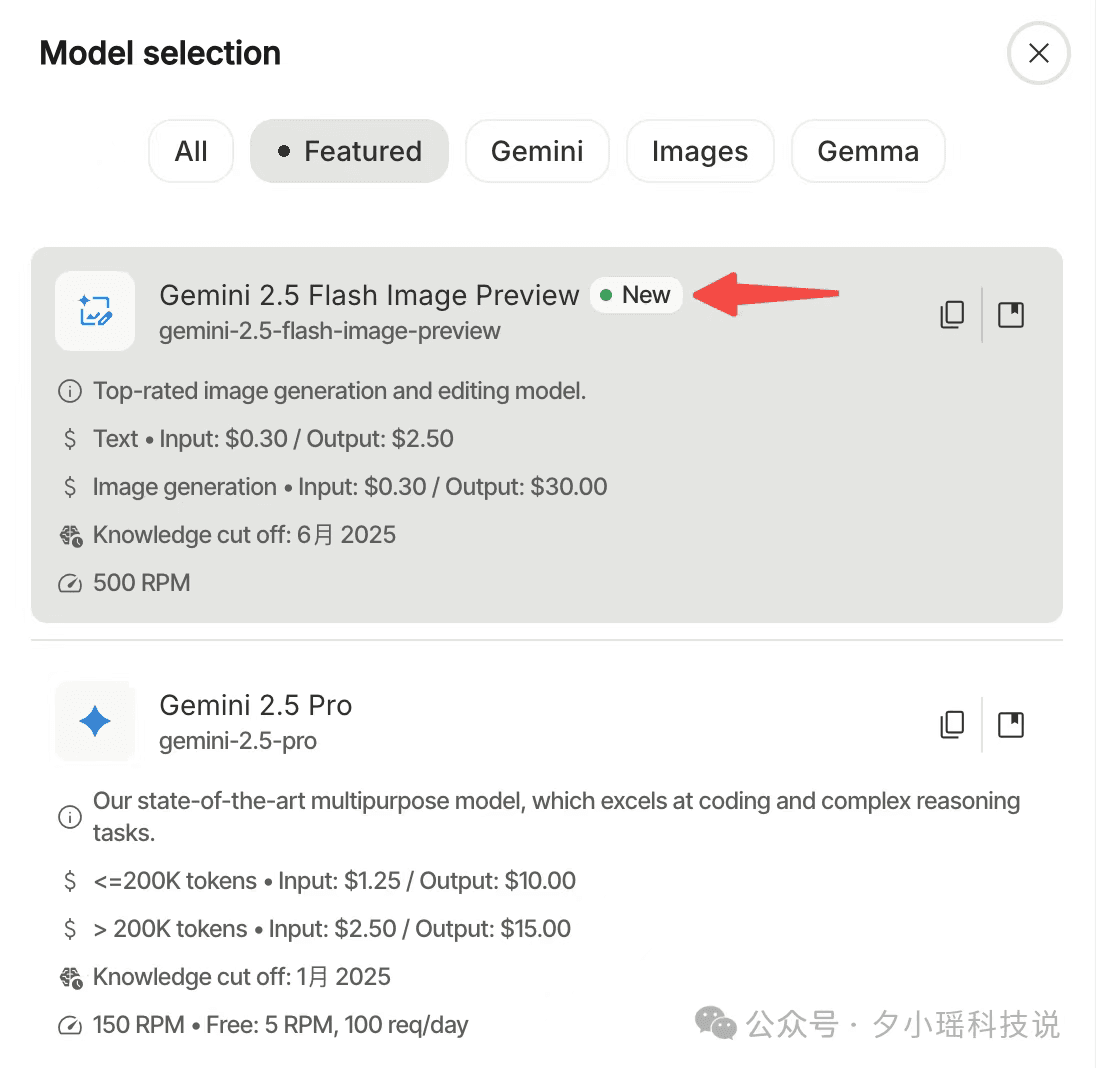 Model selection
All
Featured
Gemini
Images
Gemma
Gemini 2.5 Flash Image Preview
New
gemini-2.5-flash-image-preview
Top-rated image generation and editing model.
Text • Input: $0.30 / Output: $2.50
Image generation • Input: $0.30 / Output: $30.00
Knowledge cut off: 6月 2025
500 RPM
Gemini 2.5 Pro
gemini-2.5-pro
Our state-of-the-art multipurpose model, which excels at coding and complex reasoning
tasks.
<=200K tokens • Input: $1.25 / Output: $10.00
> 200K tokens • Input: $2.50 / Output: $15.00
Knowledge cut off: 1月 2025
150 RPM • Free: 5 RPM, 100 req/day
公众号 · 夕小瑶科技说